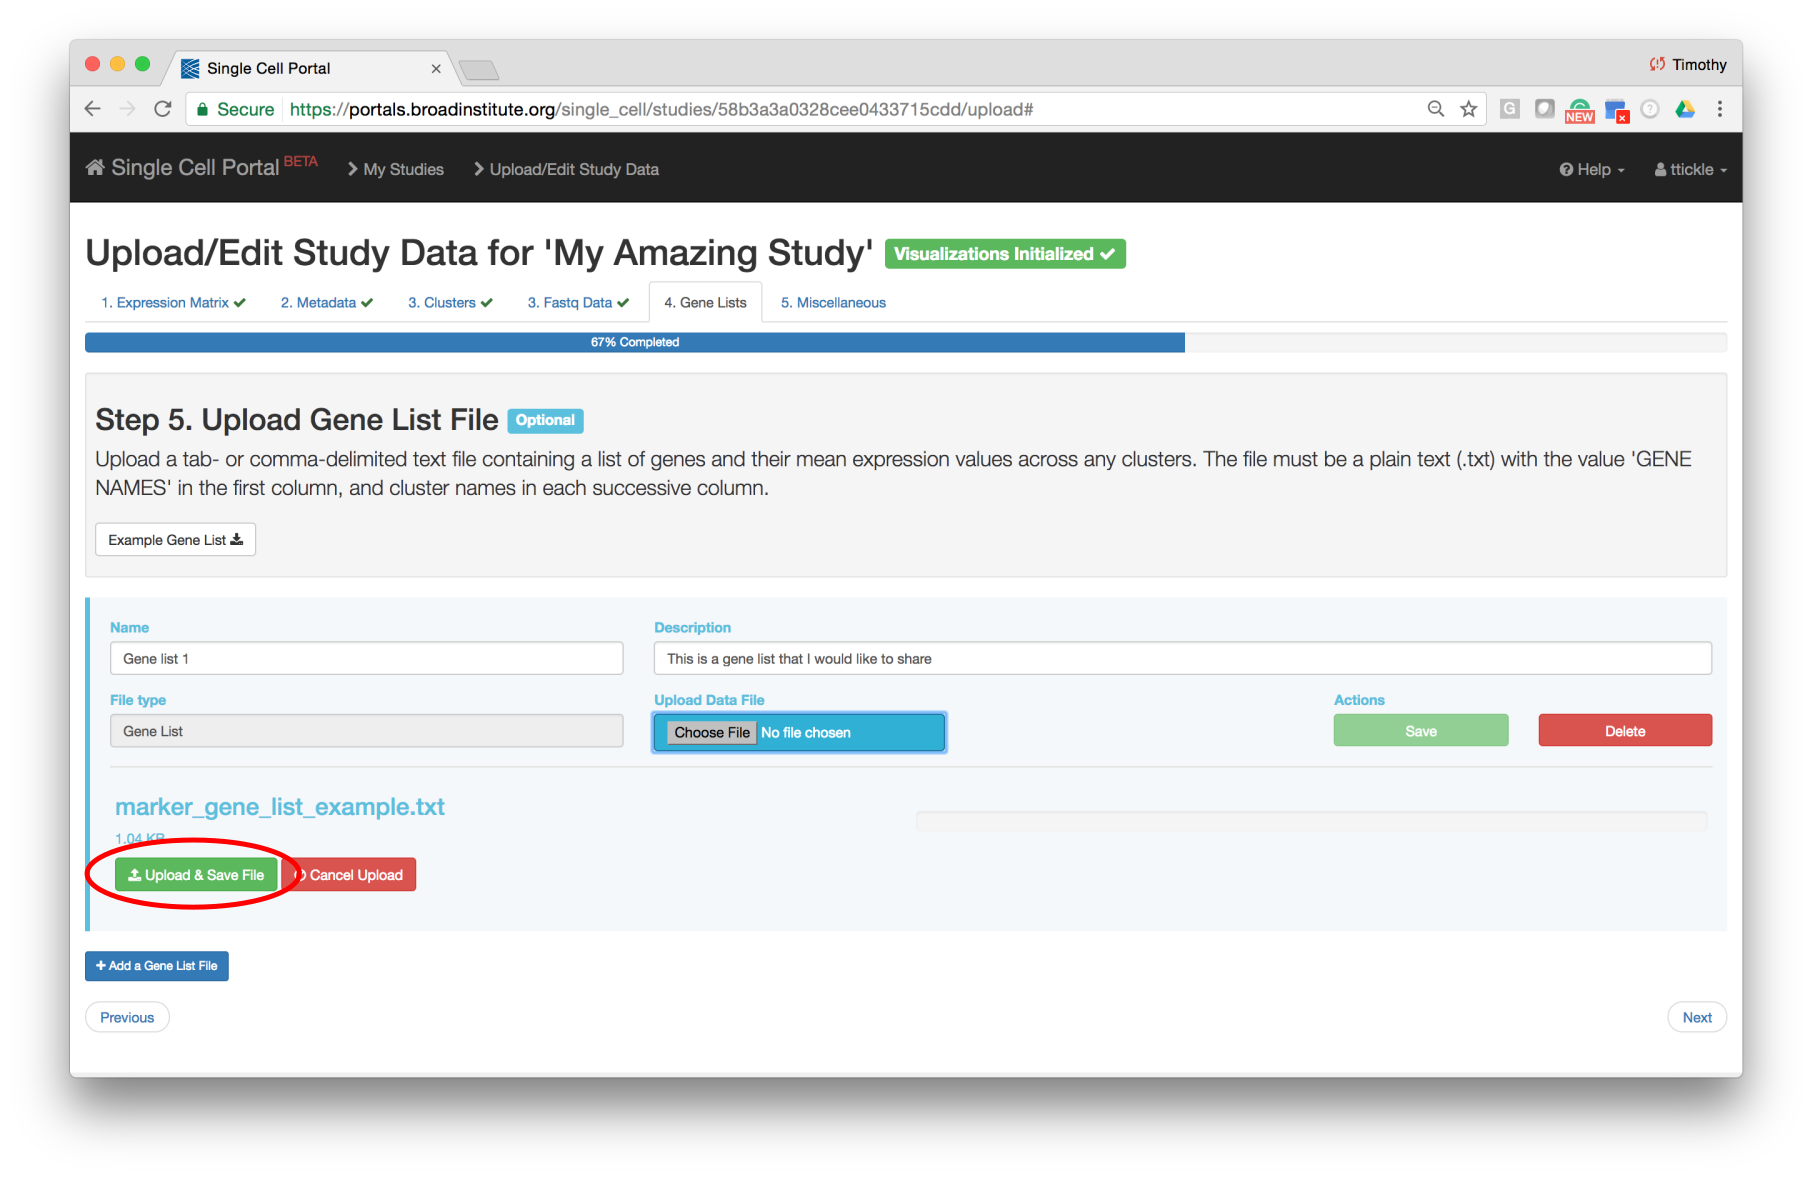 Single Cell Portal ×
Timothy
Secure https://portals.broadinstitute.org/single_cell/studies/58b3a3a0328cee0433715cdd/upload#
G NEW ?
Single Cell Portal BETA My Studies Upload/Edit Study Data Help ttickle
Upload/Edit Study Data for 'My Amazing Study' Visualizations Initialized
1. Expression Matrix 2. Metadata 3. Clusters 3. Fastq Data 4. Gene Lists 5. Miscellaneous
67% Completed
Step 5. Upload Gene List File Optional
Upload a tab- or comma-delimited text file containing a list of genes and their mean expression values across any clusters. The file must be a plain text (.txt) with the value 'GENE
NAMES' in the first column, and cluster names in each successive column.
Example Gene List
Name Description
Gene list 1 This is a gene list that I would like to share
File type Upload Data File Actions
Gene List Choose File No file chosen Save Delete
marker_gene_list_example.txt
1.04 KB
Upload & Save File Cancel Upload
+ Add a Gene List File
Previous Next